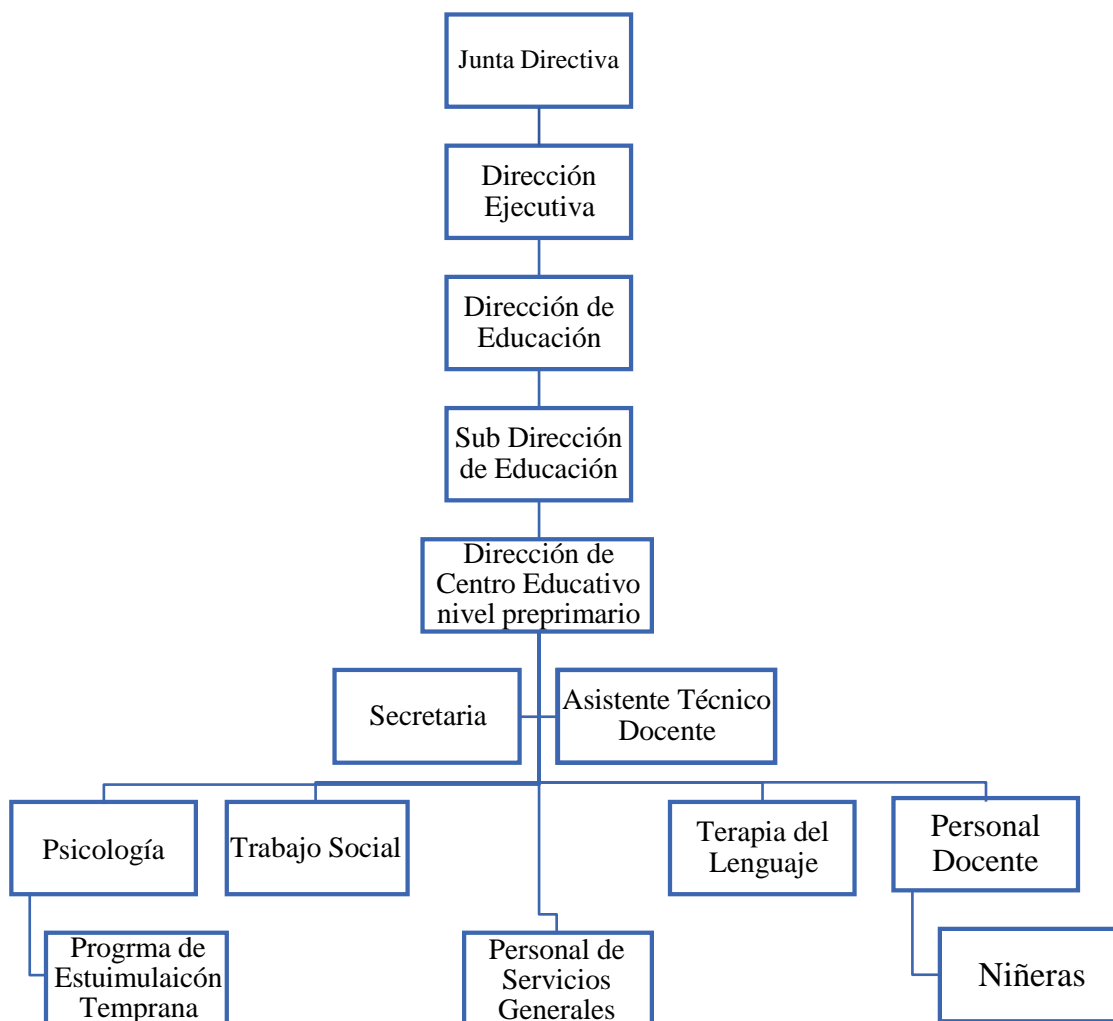 Junta Directiva
Dirección
Ejecutiva
Dirección de
Educación
Sub Dirección
de Educación
Dirección de
Centro Educativo
nivel preprimario
Secretaria
Asistente Técnico
Docente
Psicología
Trabajo Social
Terapia del
Lenguaje
Personal
Docente
Progrma de
Estuimulaicón
Temprana
Personal de
Servicios
Generales
Niñeras